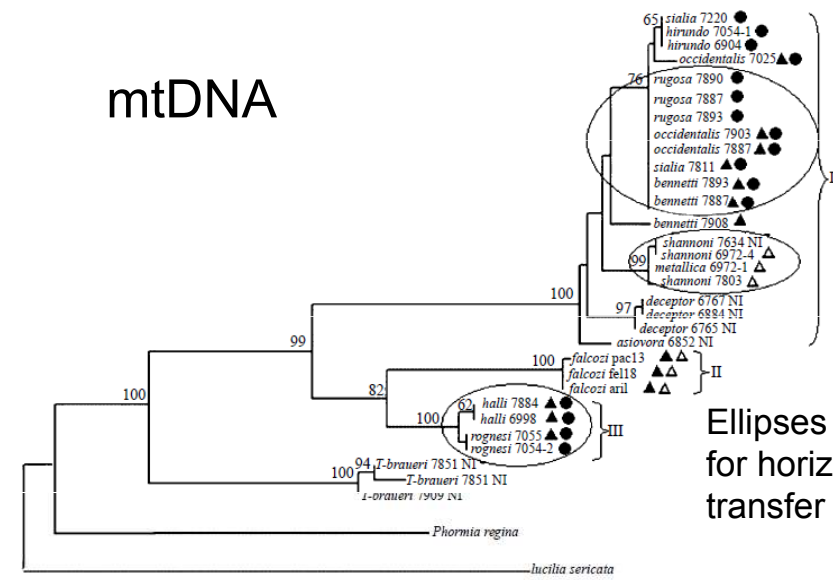 mtDNA
65
sialia 7220
hirundo 7054-1
hirundo 6904
occidentalis 7025
76
rugosa 7890
rugosa 7887
rugosa 7893
occidentalis 7903
occidentalis 7887
sialia 7811
bennetti 7893
bennetti 7887
I
bennetti 7908
shannoni 7634 NI
shannoni 6972-4
99
metallica 6972-1
shannoni 7803
100
deceptor 6767 NI
97
deceptor 6884 NI
deceptor 6765 NI
asiovora 6852 NI
99
100
falcozi pac13
falcozi fel18
II
falcozi aril
82
100
62
halli 7884
halli 6998
III
rognesi 7055
rognesi 7054-2
100
Ellipses
for horiz
transfer
100
94
T-braueri 7851 NI
T-braueri 7851 NI
T-braueri 7909 NI
Phormia regina
lucilia sericata